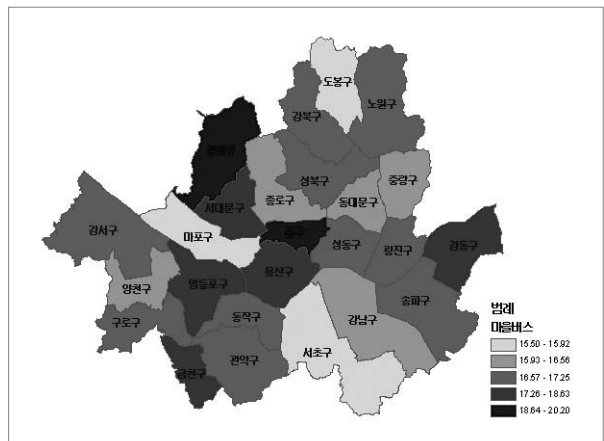 도봉구
노원구
강북구
은평구
성북구
중랑구
서대문구
종로구
동대문구
강서구
마포구
중구
성동구
광진구
강동구
양천구
영등포구
용산구
송파구
구로구
동작구
강남구
금천구
관악구
서초구
범례
마을버스
15.50 - 15.92
15.93 - 16.56
16.57 - 17.25
17.26 - 18.63
18.64 - 20.20